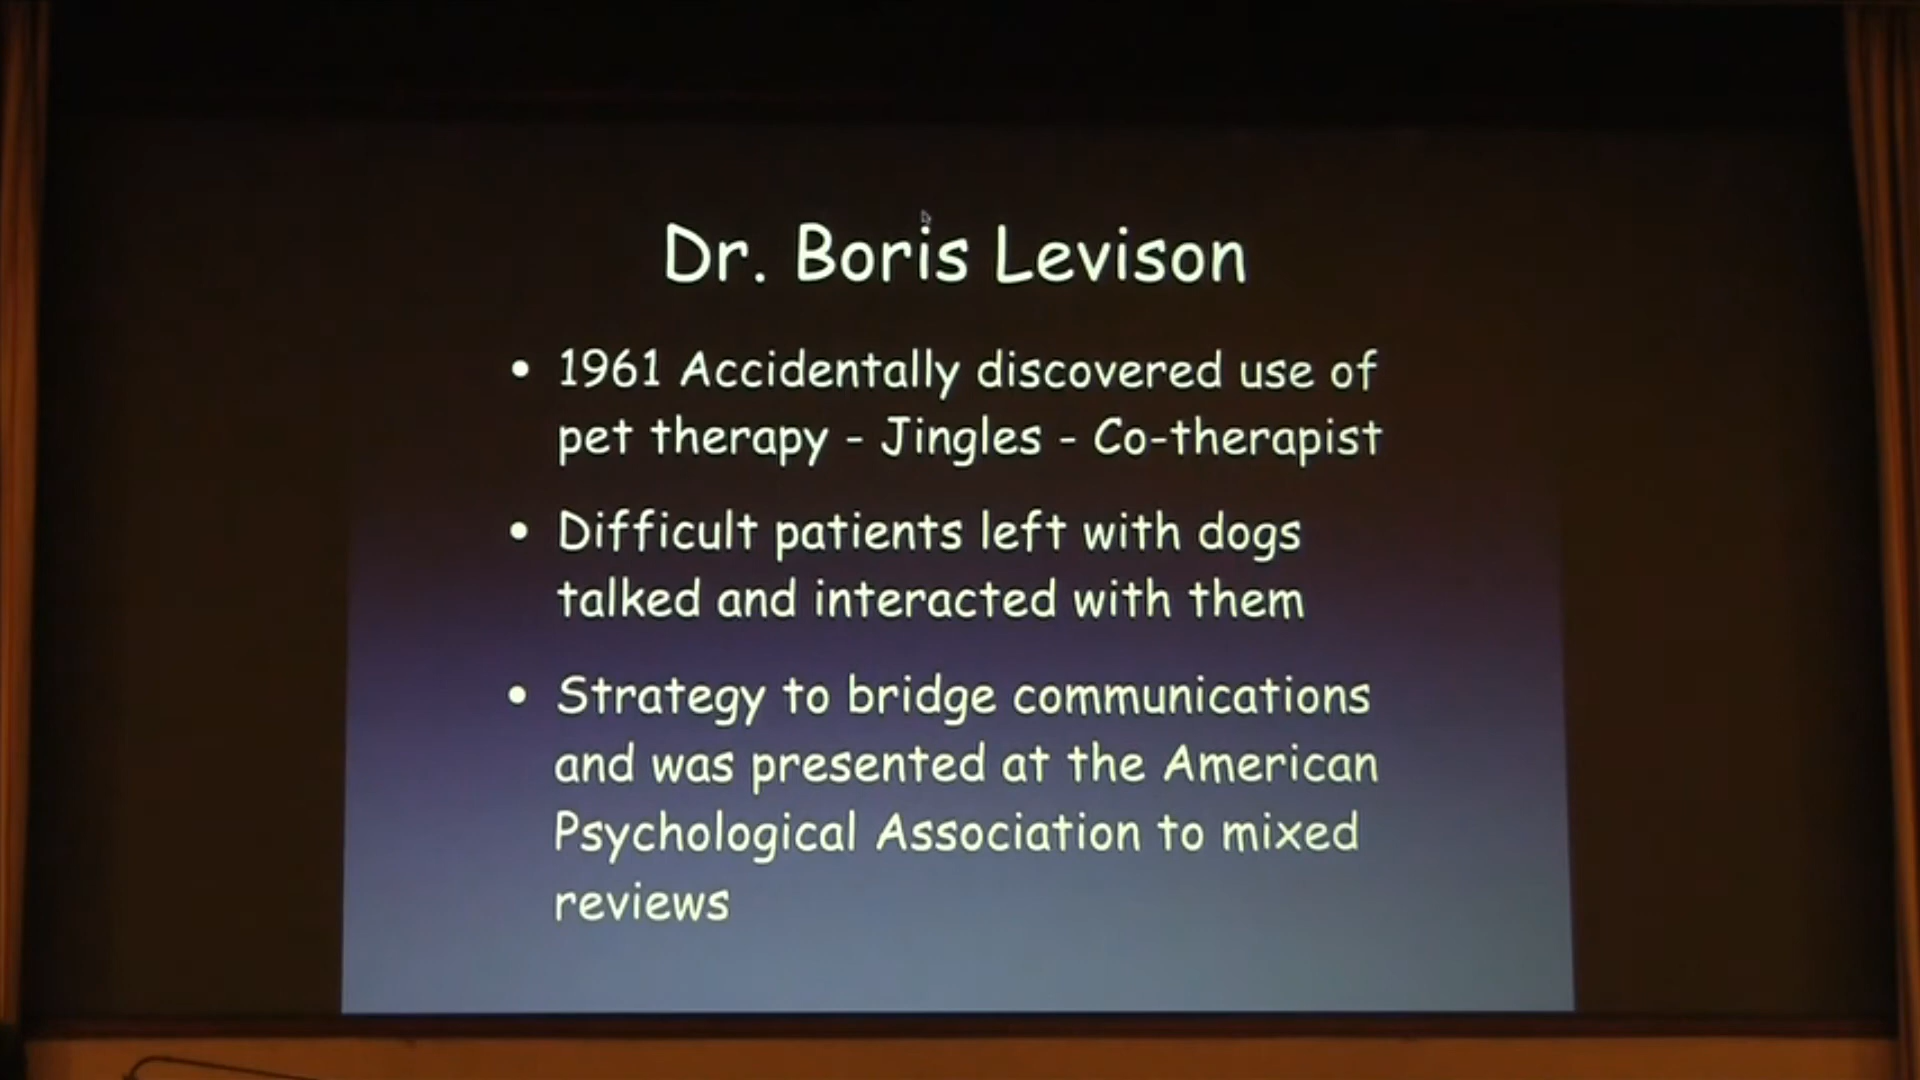 Dr. Boris Levison
• 1961 Accidentally discovered use of
pet therapy - Jingles - Co-therapist
• Difficult patients left with dogs
talked and interacted with them
• Strategy to bridge communications
and was presented at the American
Psychological Association to mixed
reviews